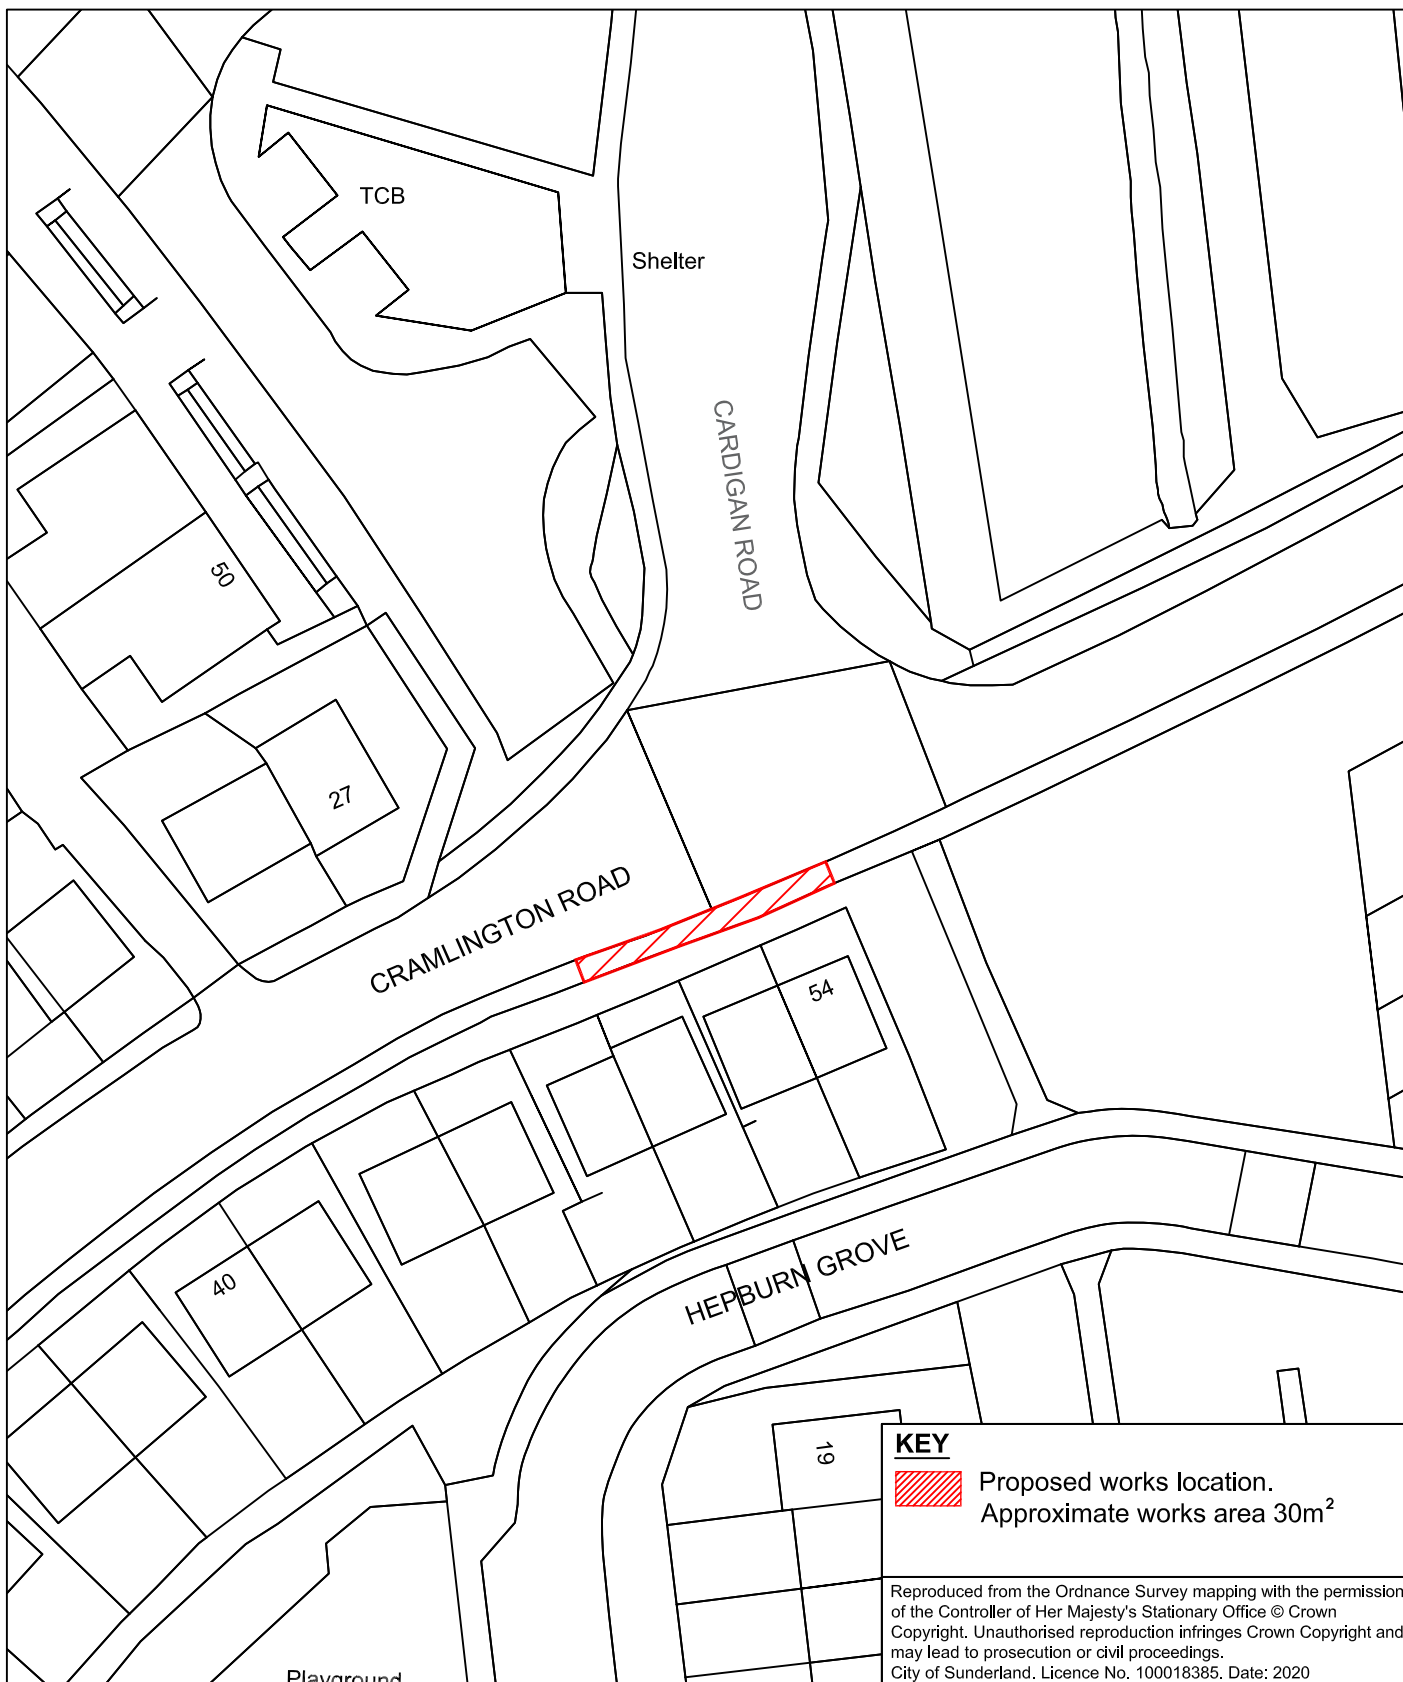 TCB
Shelter
CARDIGAN ROAD
50
27
CRAMLINGTON ROAD
54
40
HEPBURN GROVE
19
KEY
Proposed works location.
Approximate works area 30m²
Reproduced from the Ordnance Survey mapping with the permission
of the Controller of Her Majesty's Stationary Office © Crown
Copyright. Unauthorised reproduction infringes Crown Copyright and
may lead to prosecution or civil proceedings.
City of Sunderland. Licence No. 100018385. Date: 2020
Playground